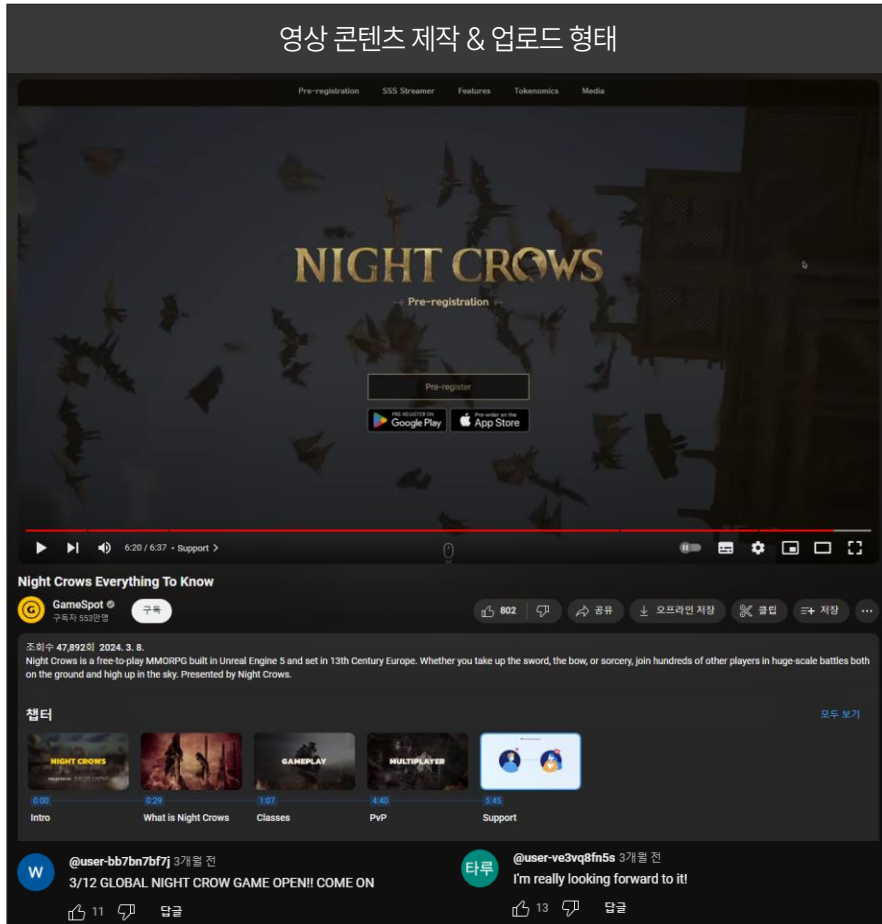 영상 콘텐츠 제작 & 업로드 형태
Pre-registration SSS Streamer Features Tokenomics Media
NIGHT CROWS
Pre-registration
Pre-register
PRE-REGISTER ON
Google Play
Pre-order on the
App Store
6:20 / 6:37 • Support >
Night Crows Everything To Know
G
GameSpot
구독자 553만명
구독
802
공유
오프라인 저장
클립
저장
조회수 47,892회 2024. 3. 8.
Night Crows is a free-to-play MMORPG built in Unreal Engine 5 and set in 13th Century Europe. Whether you take up the sword, the bow, or sorcery, join hundreds of other players in huge-scale battles both
on the ground and high up in the sky. Presented by Night Crows.
챕터
모두 보기
NIGHT CROWS
GAMEPLAY
MULTIPLAYER
0:00 0:29 1:07 4:40 5:45
Intro What is Night Crows Classes PvP Support
W
@user-bb7bn7bf7j 3개월 전
3/12 GLOBAL NIGHT CROW GAME OPEN!! COME ON
11 답글
타루
@user-ve3vq8fn5s 3개월 전
I'm really looking forward to it!
13 답글